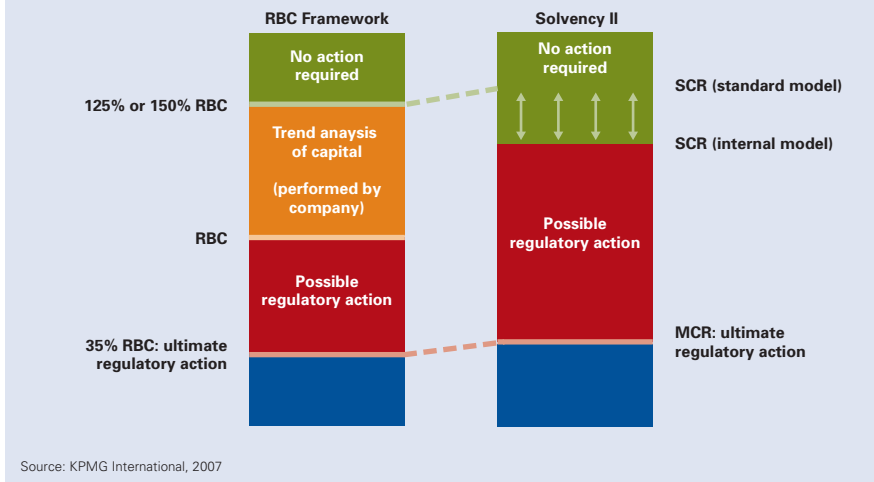 RBC Framework
Solvency II
No action
required
125% or 150% RBC
Trend anaysis
of capital
(performed by
company)
RBC
Possible
regulatory action
35% RBC: ultimate
regulatory action
No action
required
SCR (standard model)
SCR (internal model)
Possible
regulatory action
MCR: ultimate
regulatory action
Source: KPMG International, 2007